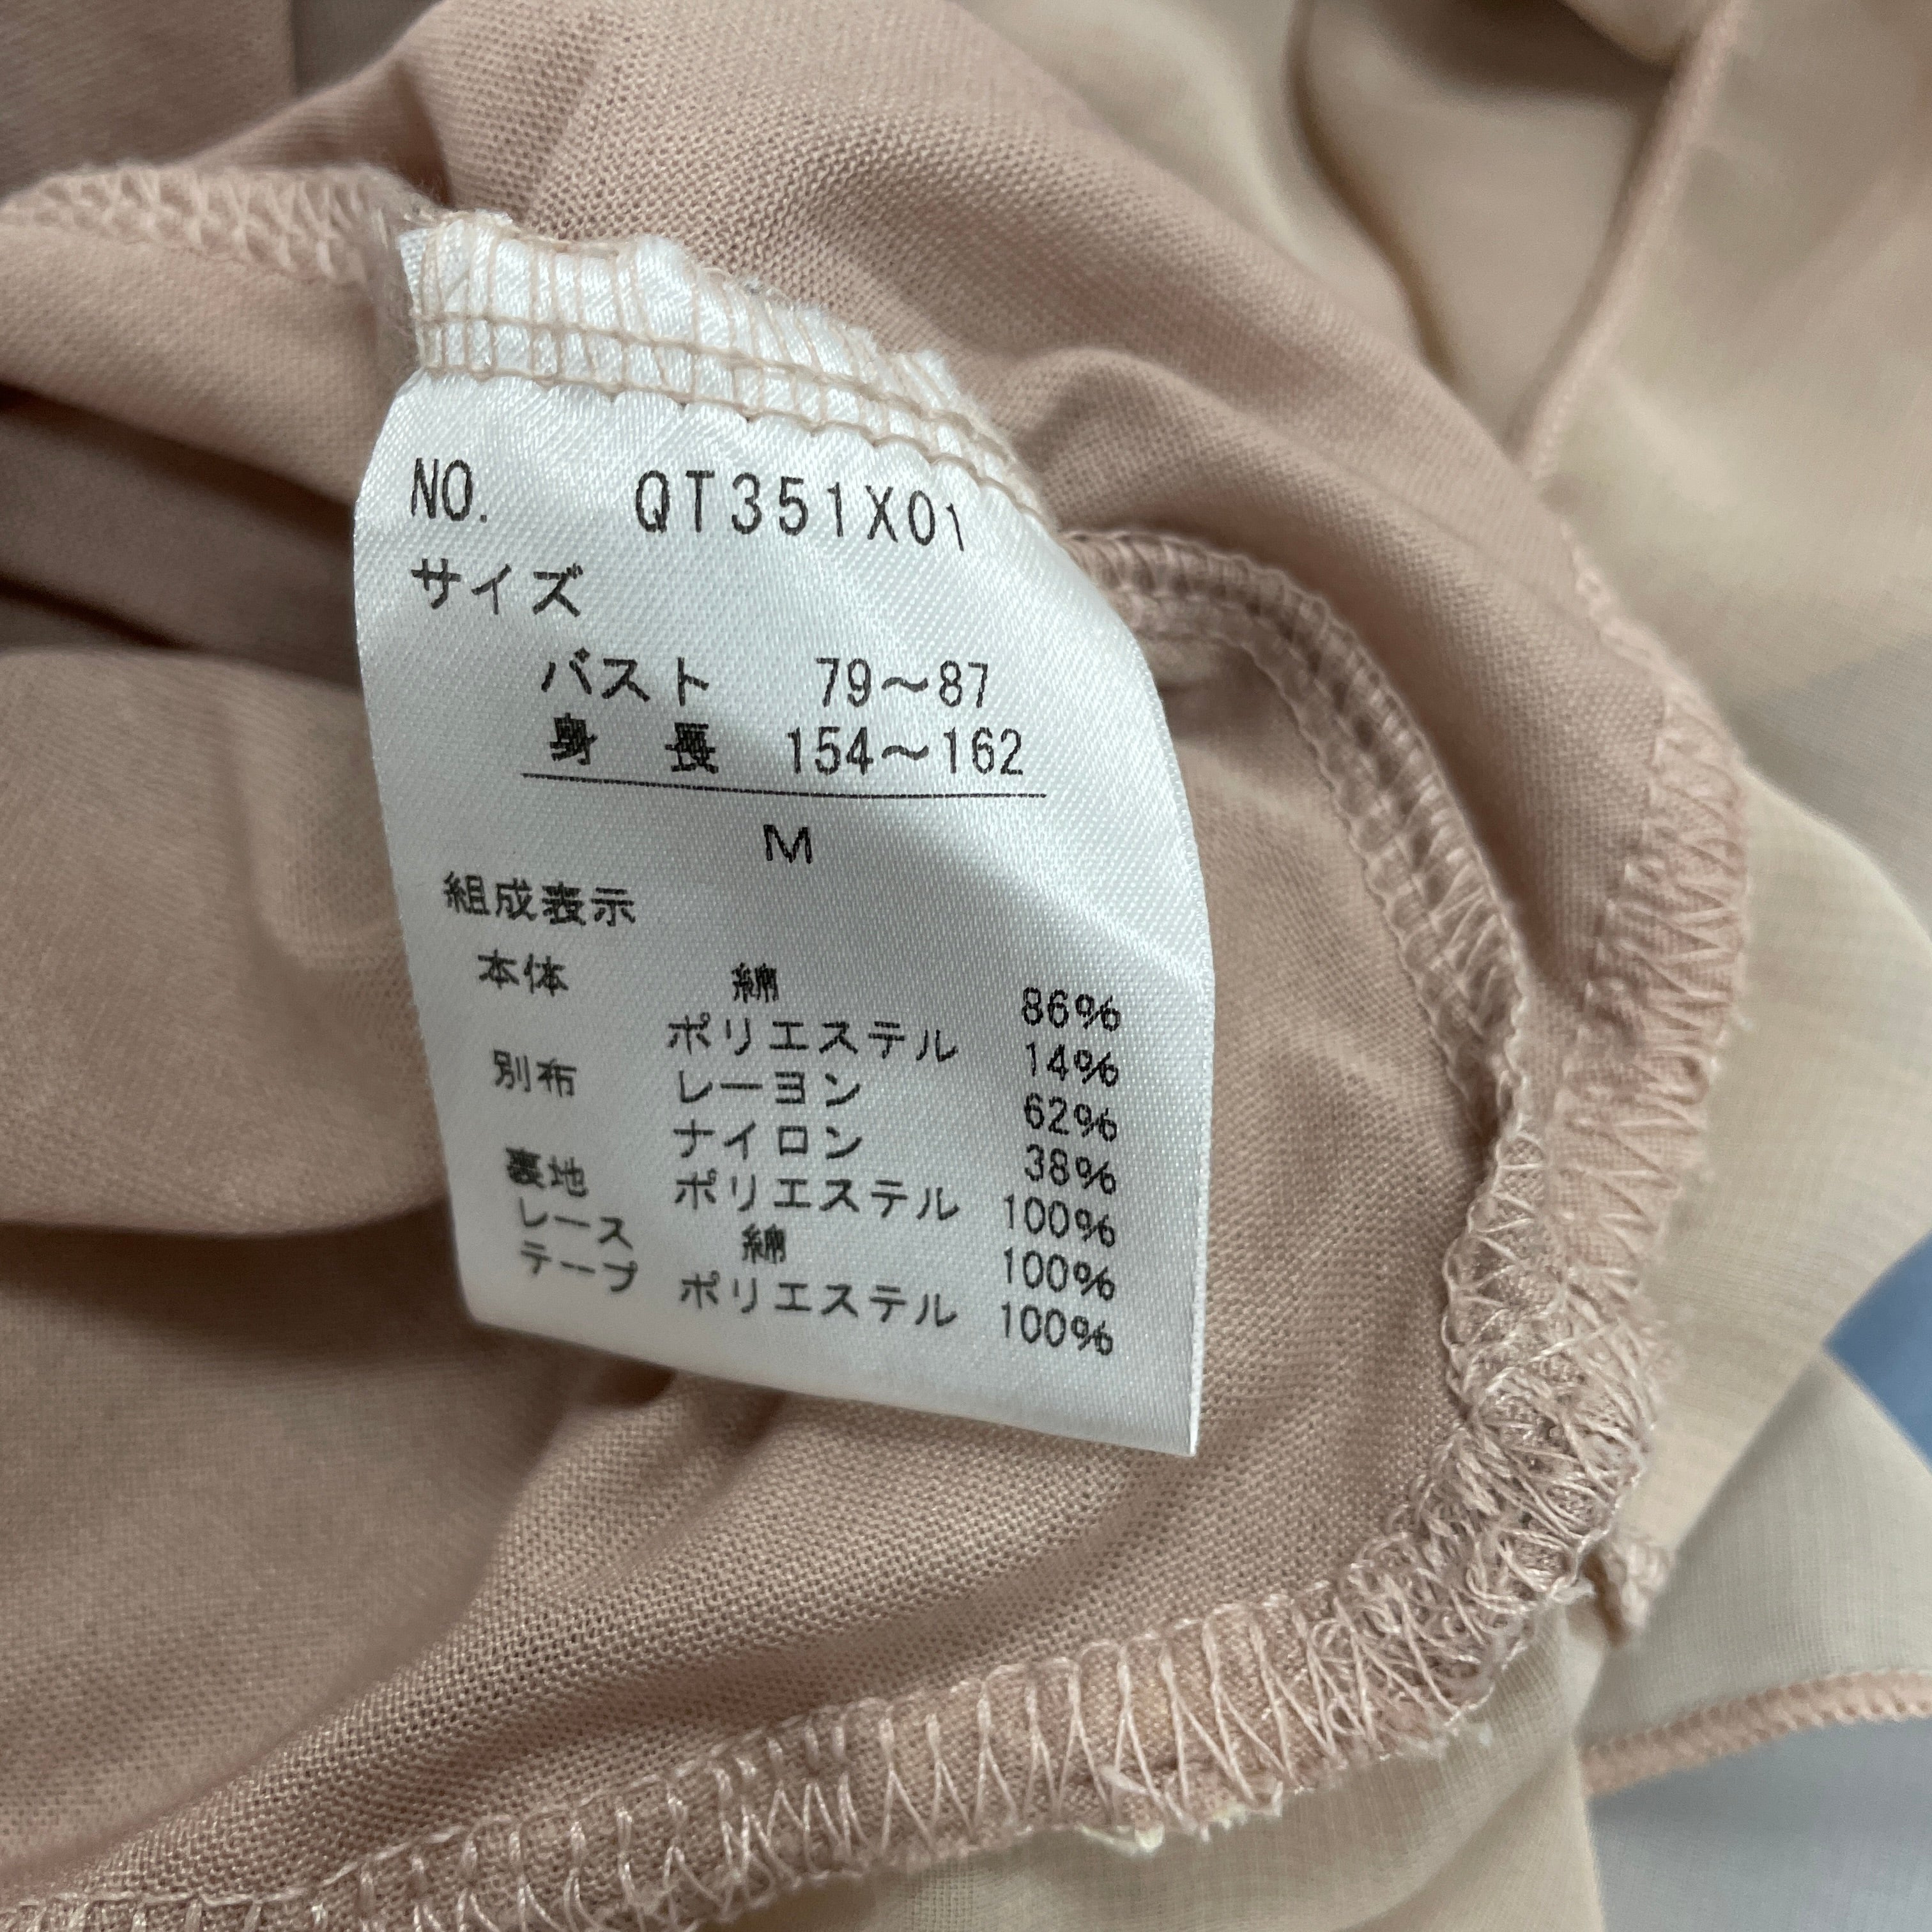 NO. QT351X01
サイズ
バスト 79～87
身長 154～162
M
組成表示
本体 綿 86%
ポリエステル 14%
別布 レーヨン 62%
ナイロン 38%
裏地 ポリエステル 100%
レース 綿 100%
テープ ポリエステル 100%